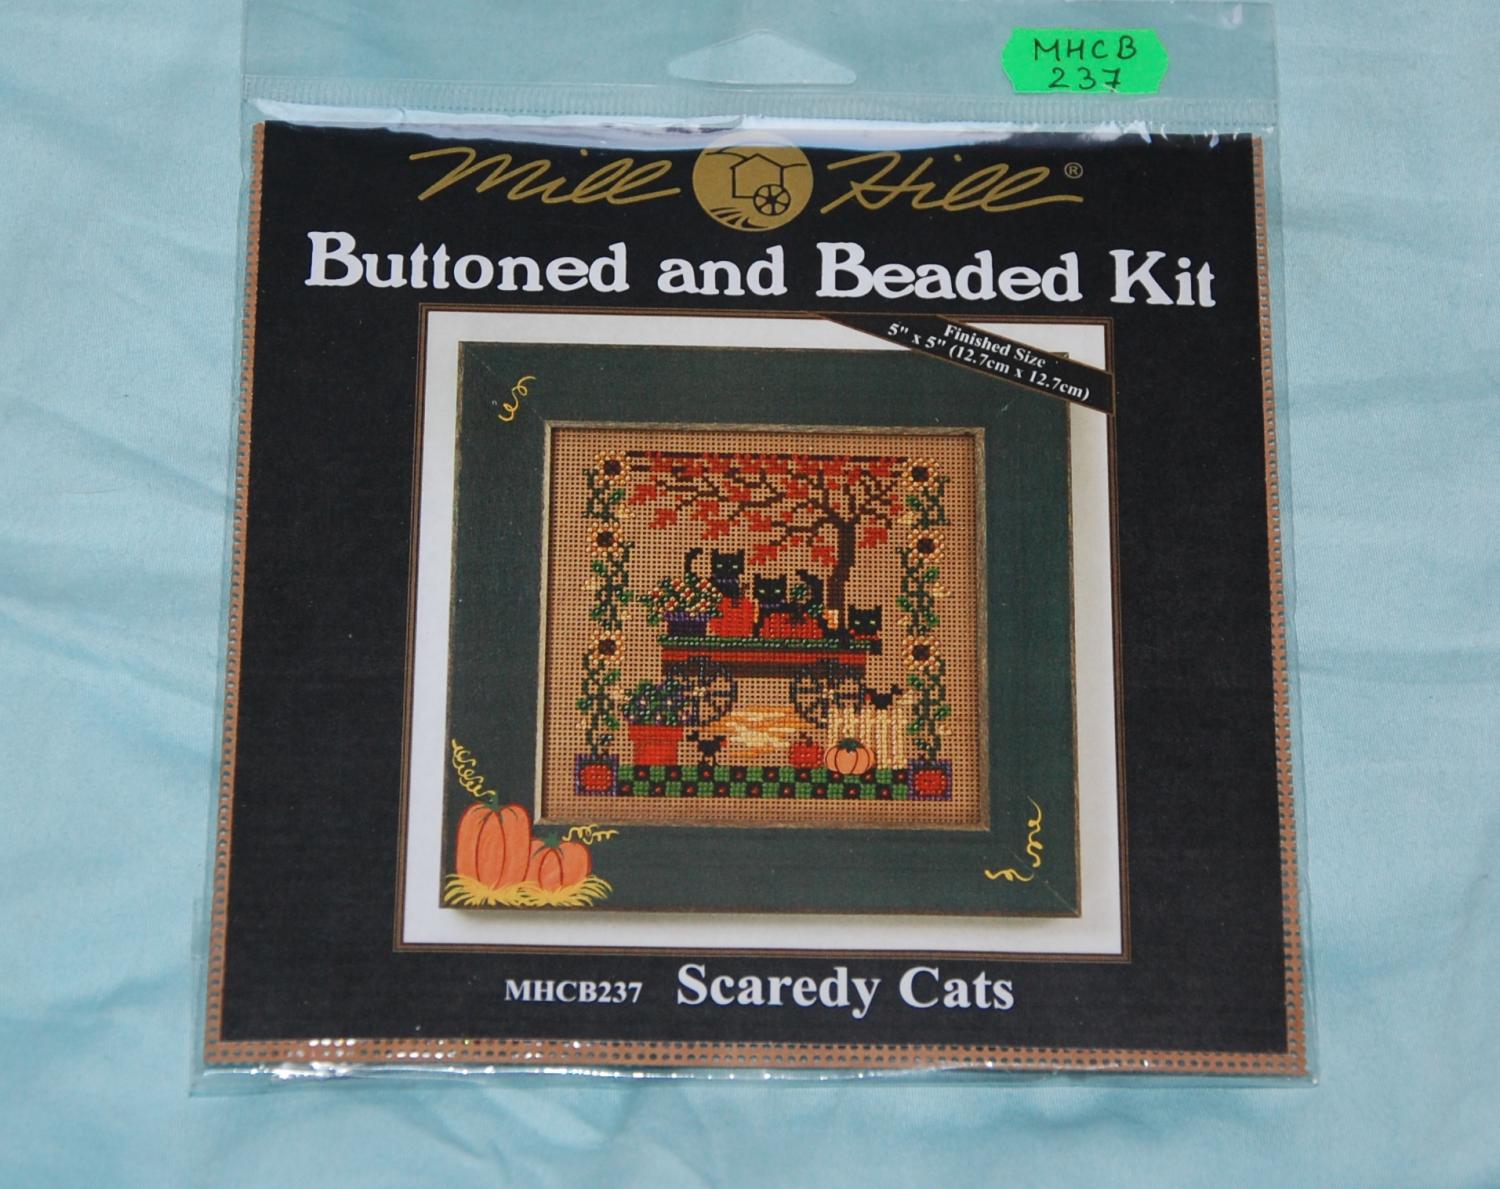 MHCB
237
Mill Hill ®
Buttoned and Beaded Kit
Finished Size
5" x 5" (12.7cm x 12.7cm)
MHCB237 Scaredy Cats